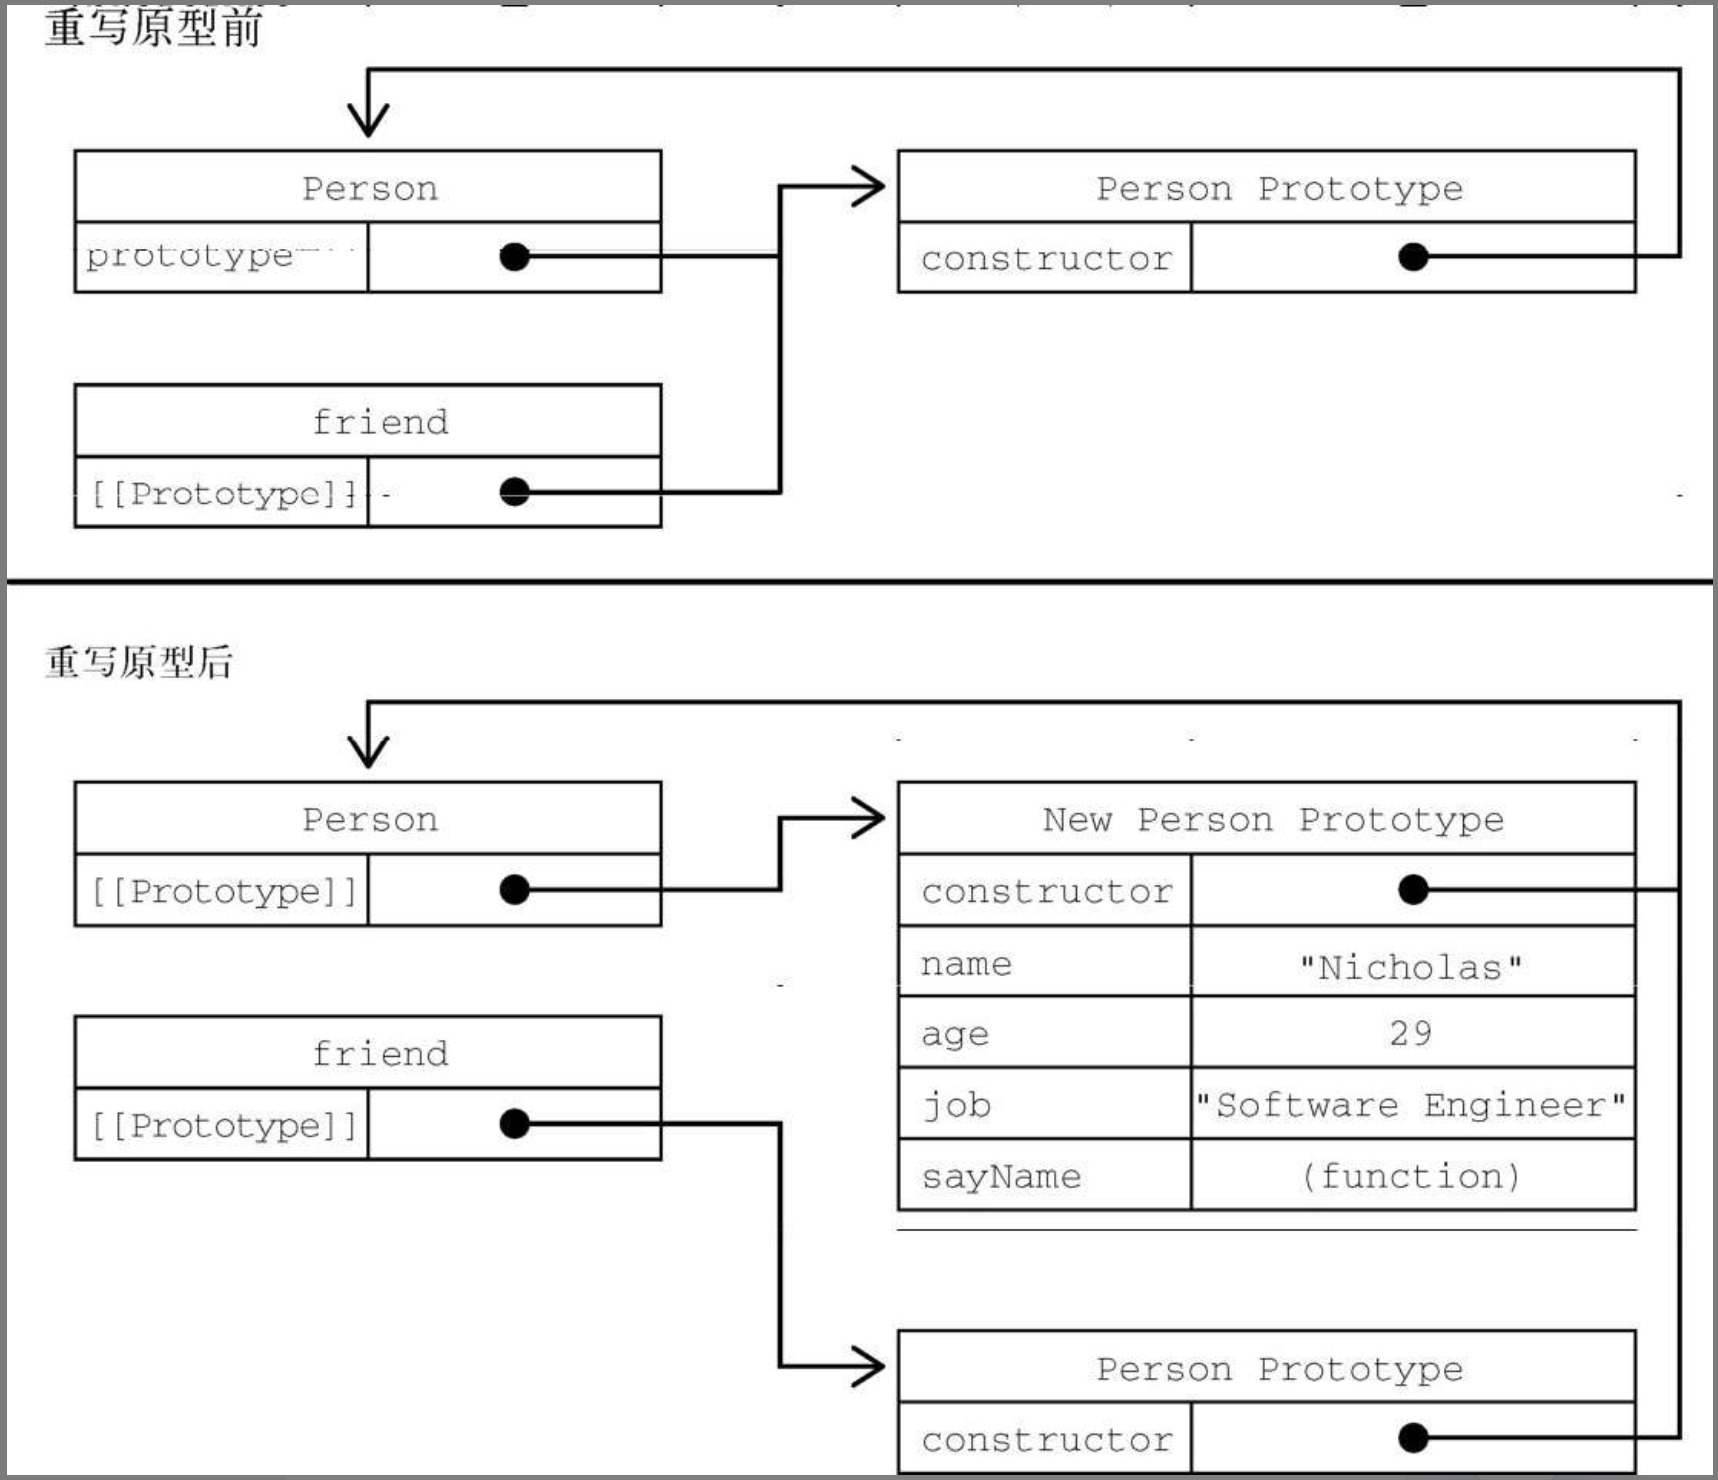 重写原型前
Person
prototype
Person Prototype
constructor
friend
[[Prototype]]
重写原型后
Person
[[Prototype]]
New Person Prototype
constructor
name "Nicholas"
age 29
job "Software Engineer"
sayName (function)
friend
[[Prototype]]
Person Prototype
constructor